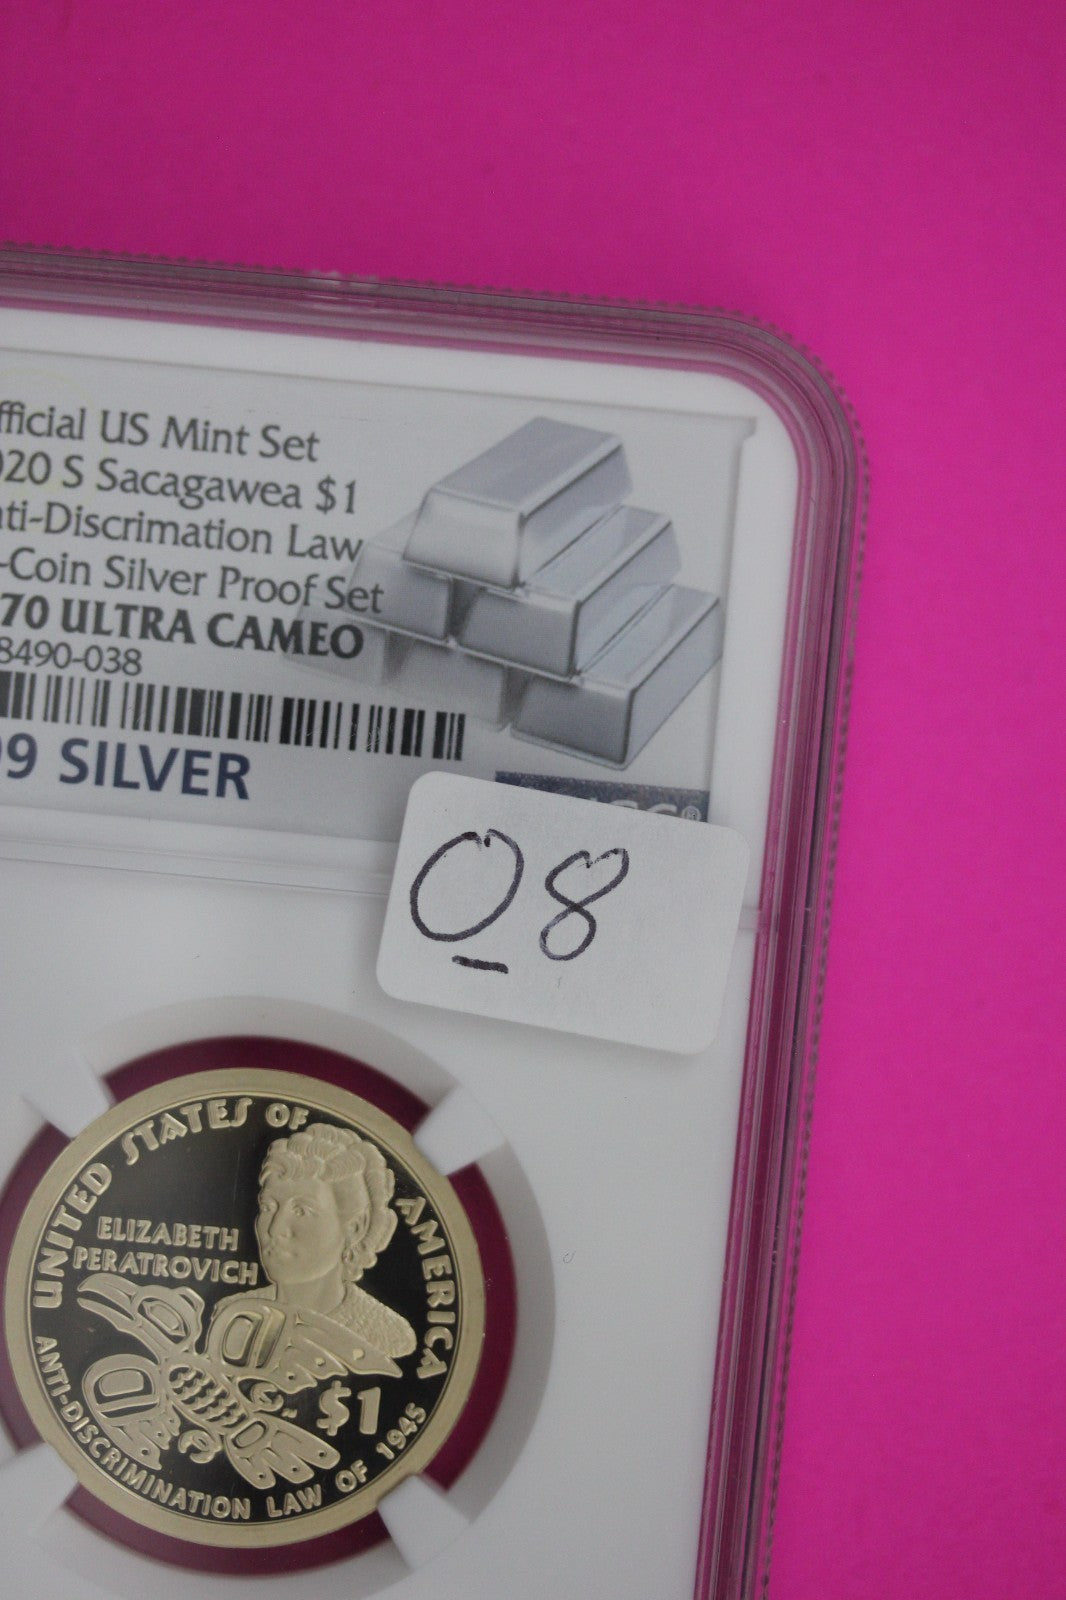 fficial US Mint Set
020 S Sacagawea $1
nti-Discrimation Law
-Coin Silver Proof Set
70 ULTRA CAMEO
8490-038
99 SILVER
08
UNITED STATES OF AMERICA
ELIZABETH
PERATROVICH
$1
ANTI-DISCRIMINATION LAW OF 1945